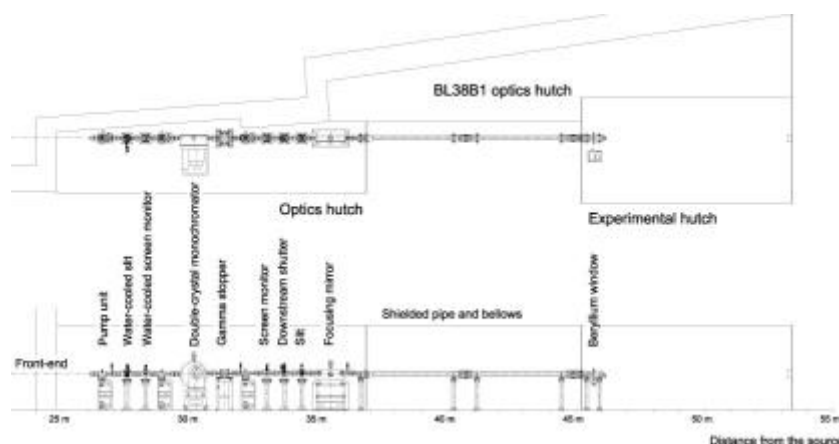 BL38B1 optics hutch
Optics hutch
Experimental hutch
Pump unit
Water-cooled slit
Water-cooled screen monitor
Double-crystal monochromator
Gamma stopper
Screen monitor
Downstream shutter
Slit
Focusing mirror
Shielded pipe and bellows
Beryllium window
Front-end
25 m
30 m
35 m
40 m
45 m
50 m
55 m
Distance from the source